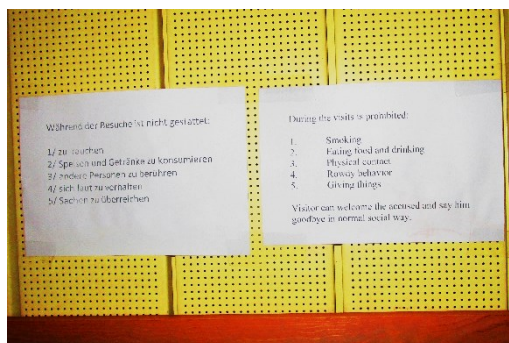 Während der Besuche ist nicht gestattet:
1/ zu rauchen
2/ Speisen und Getränke zu konsumieren
3/ andere Personen zu berühren
4/ sich laut zu verhalten
5/ Sachen zu überreichen
During the visits is prohibited:
1. Smoking
2. Eating food and drinking
3. Physical contact
4. Rowdy behavior
5. Giving things
Visitor can welcome the accused and say him
goodbye in normal social way.